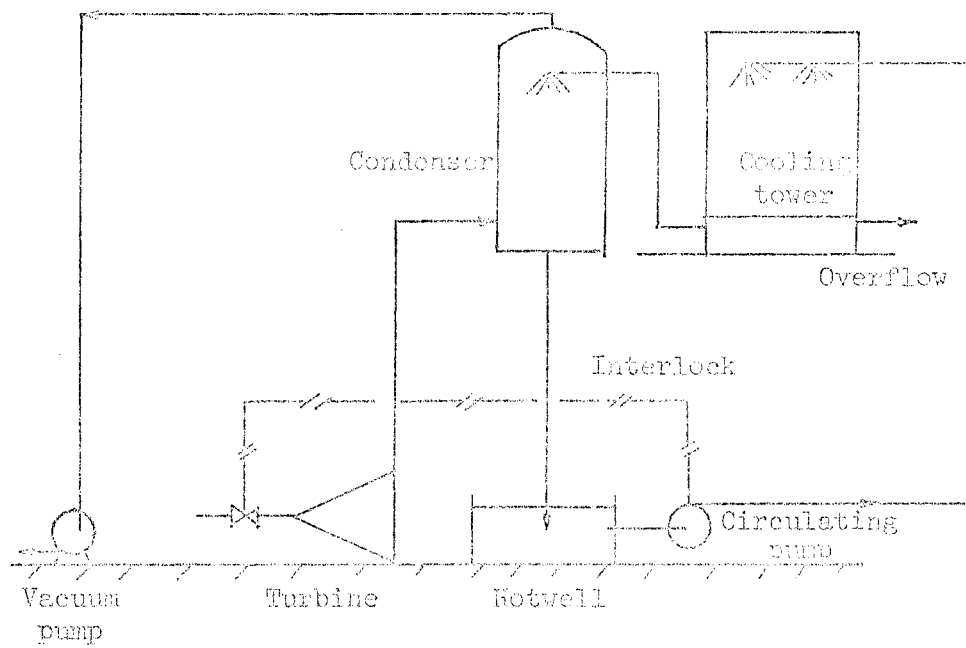 Condenser
Cooling
tower
Overflow
Interlock
Circulating
pump
Vacuum
pump
Turbine
Hotwell